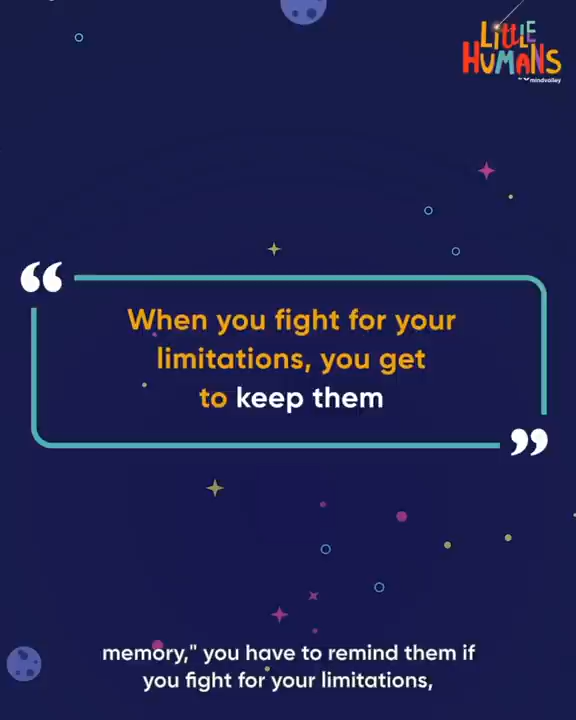 LittLE
HUMANS
by mindvalley
“
When you fight for your
limitations, you get
to keep them
”
memory," you have to remind them if
you fight for your limitations,